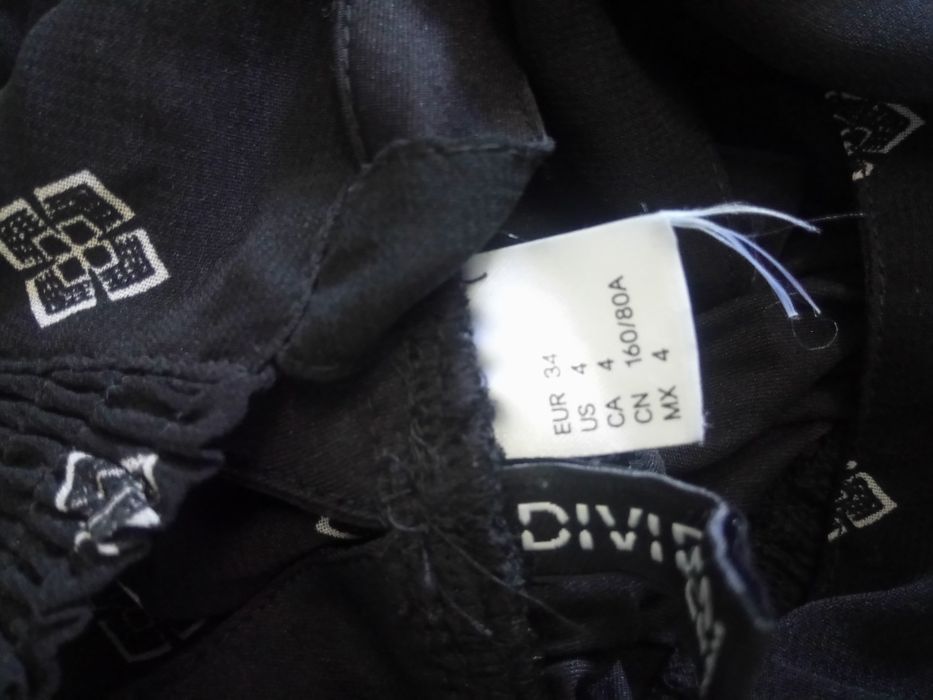 EUR 34
US 4
CA 4
CN 160/80A
MX 4
DIVI